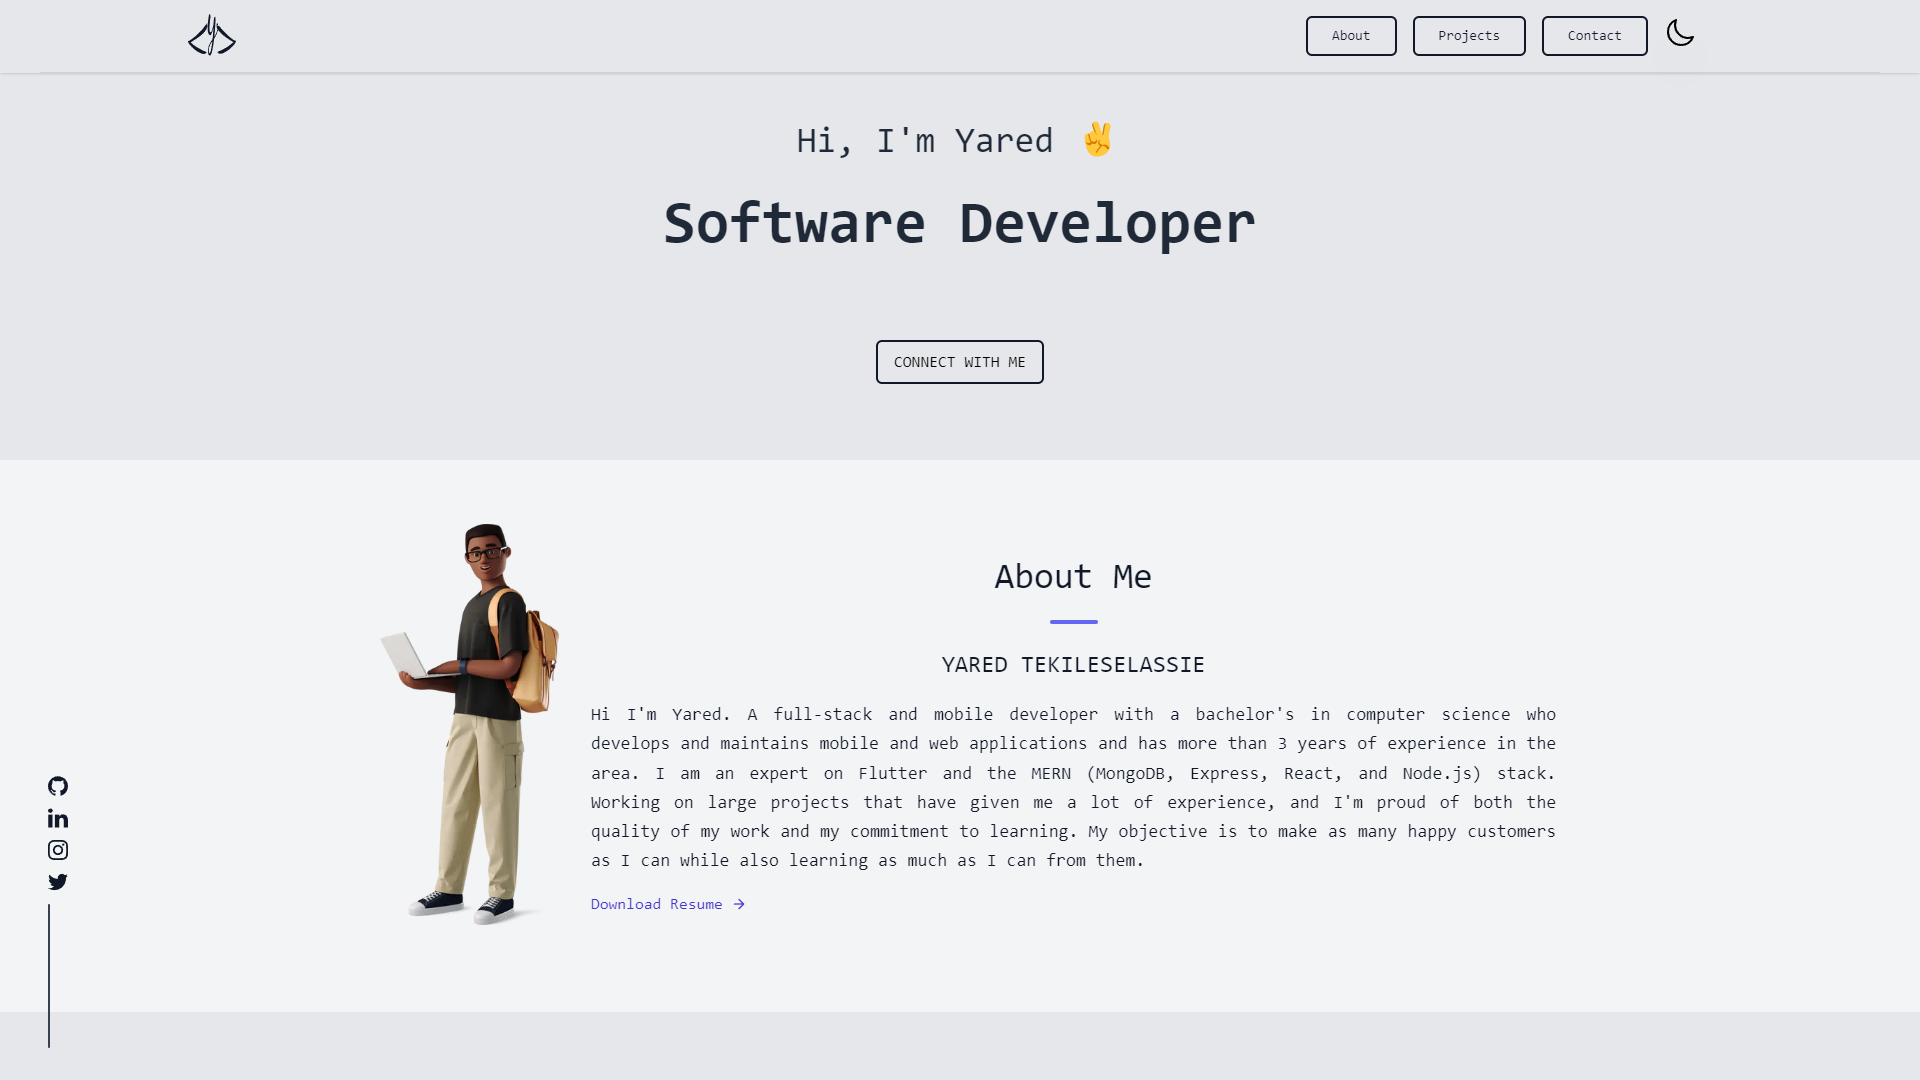 About
Projects
Contact
Hi, I'm Yared ✌
Software Developer
CONNECT WITH ME
About Me
YARED TEKILESELASSIE
Hi I'm Yared. A full-stack and mobile developer with a bachelor's in computer science who
develops and maintains mobile and web applications and has more than 3 years of experience in the
area. I am an expert on Flutter and the MERN (MongoDB, Express, React, and Node.js) stack.
Working on large projects that have given me a lot of experience, and I'm proud of both the
quality of my work and my commitment to learning. My objective is to make as many happy customers
as I can while also learning as much as I can from them.
Download Resume →